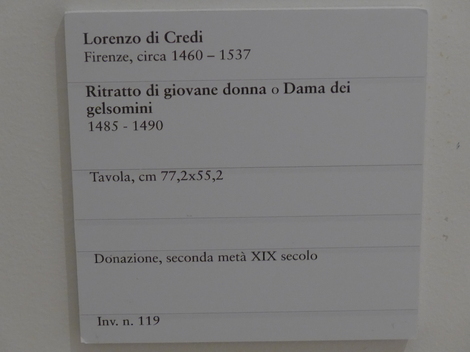 Lorenzo di Credi
Firenze, circa 1460 – 1537
Ritratto di giovane donna o Dama dei
gelsomini
1485 - 1490
Tavola, cm 77,2x55,2
Donazione, seconda metà XIX secolo
Inv. n. 119